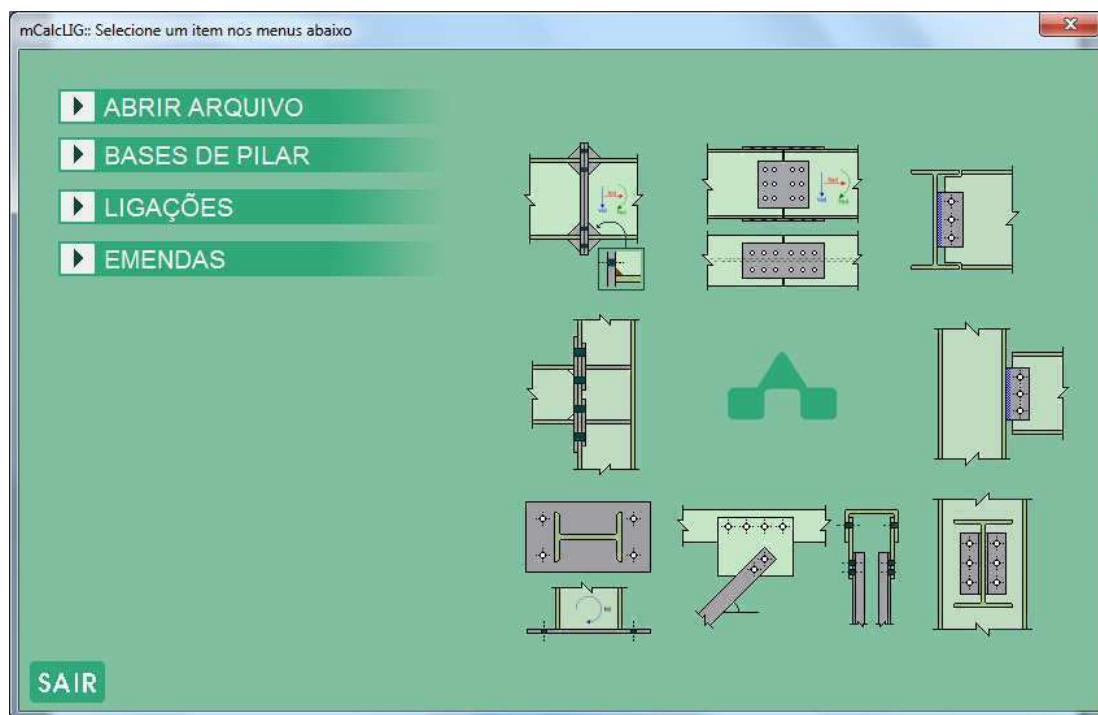 mCalcLIG:: Selecione um item nos menus abaixo
ABRIR ARQUIVO
BASES DE PILAR
LIGAÇÕES
EMENDAS
SAIR